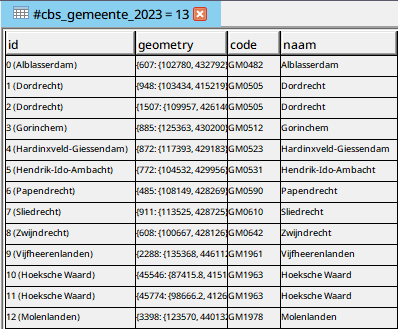 #cbs_gemeente_2023 = 13
id geometry code naam
0 (Alblasserdam) {607: {102780, 432792} GM0482 Alblasserdam
1 (Dordrecht) {948: {103434, 415219} GM0505 Dordrecht
2 (Dordrecht) {1507: {109957, 426140 GM0505 Dordrecht
3 (Gorinchem) {885: {125363, 430200} GM0512 Gorinchem
4 (Hardinxveld-Giessendam) {872: {117393, 429183} GM0523 Hardinxveld-Giessendam
5 (Hendrik-Ido-Ambacht) {772: {104532, 429956} GM0531 Hendrik-Ido-Ambacht
6 (Papendrecht) {485: {108149, 428269} GM0590 Papendrecht
7 (Sliedrecht) {911: {113525, 428725} GM0610 Sliedrecht
8 (Zwijndrecht) {608: {100667, 428126} GM0642 Zwijndrecht
9 (Vijfheerenlanden) {2288: {135368, 446112 GM1961 Vijfheerenlanden
10 (Hoeksche Waard) {45546: {87415.8, 4151 GM1963 Hoeksche Waard
11 (Hoeksche Waard) {45774: {98666.2, 4126 GM1963 Hoeksche Waard
12 (Molenlanden) {3398: {123570, 440132 GM1978 Molenlanden